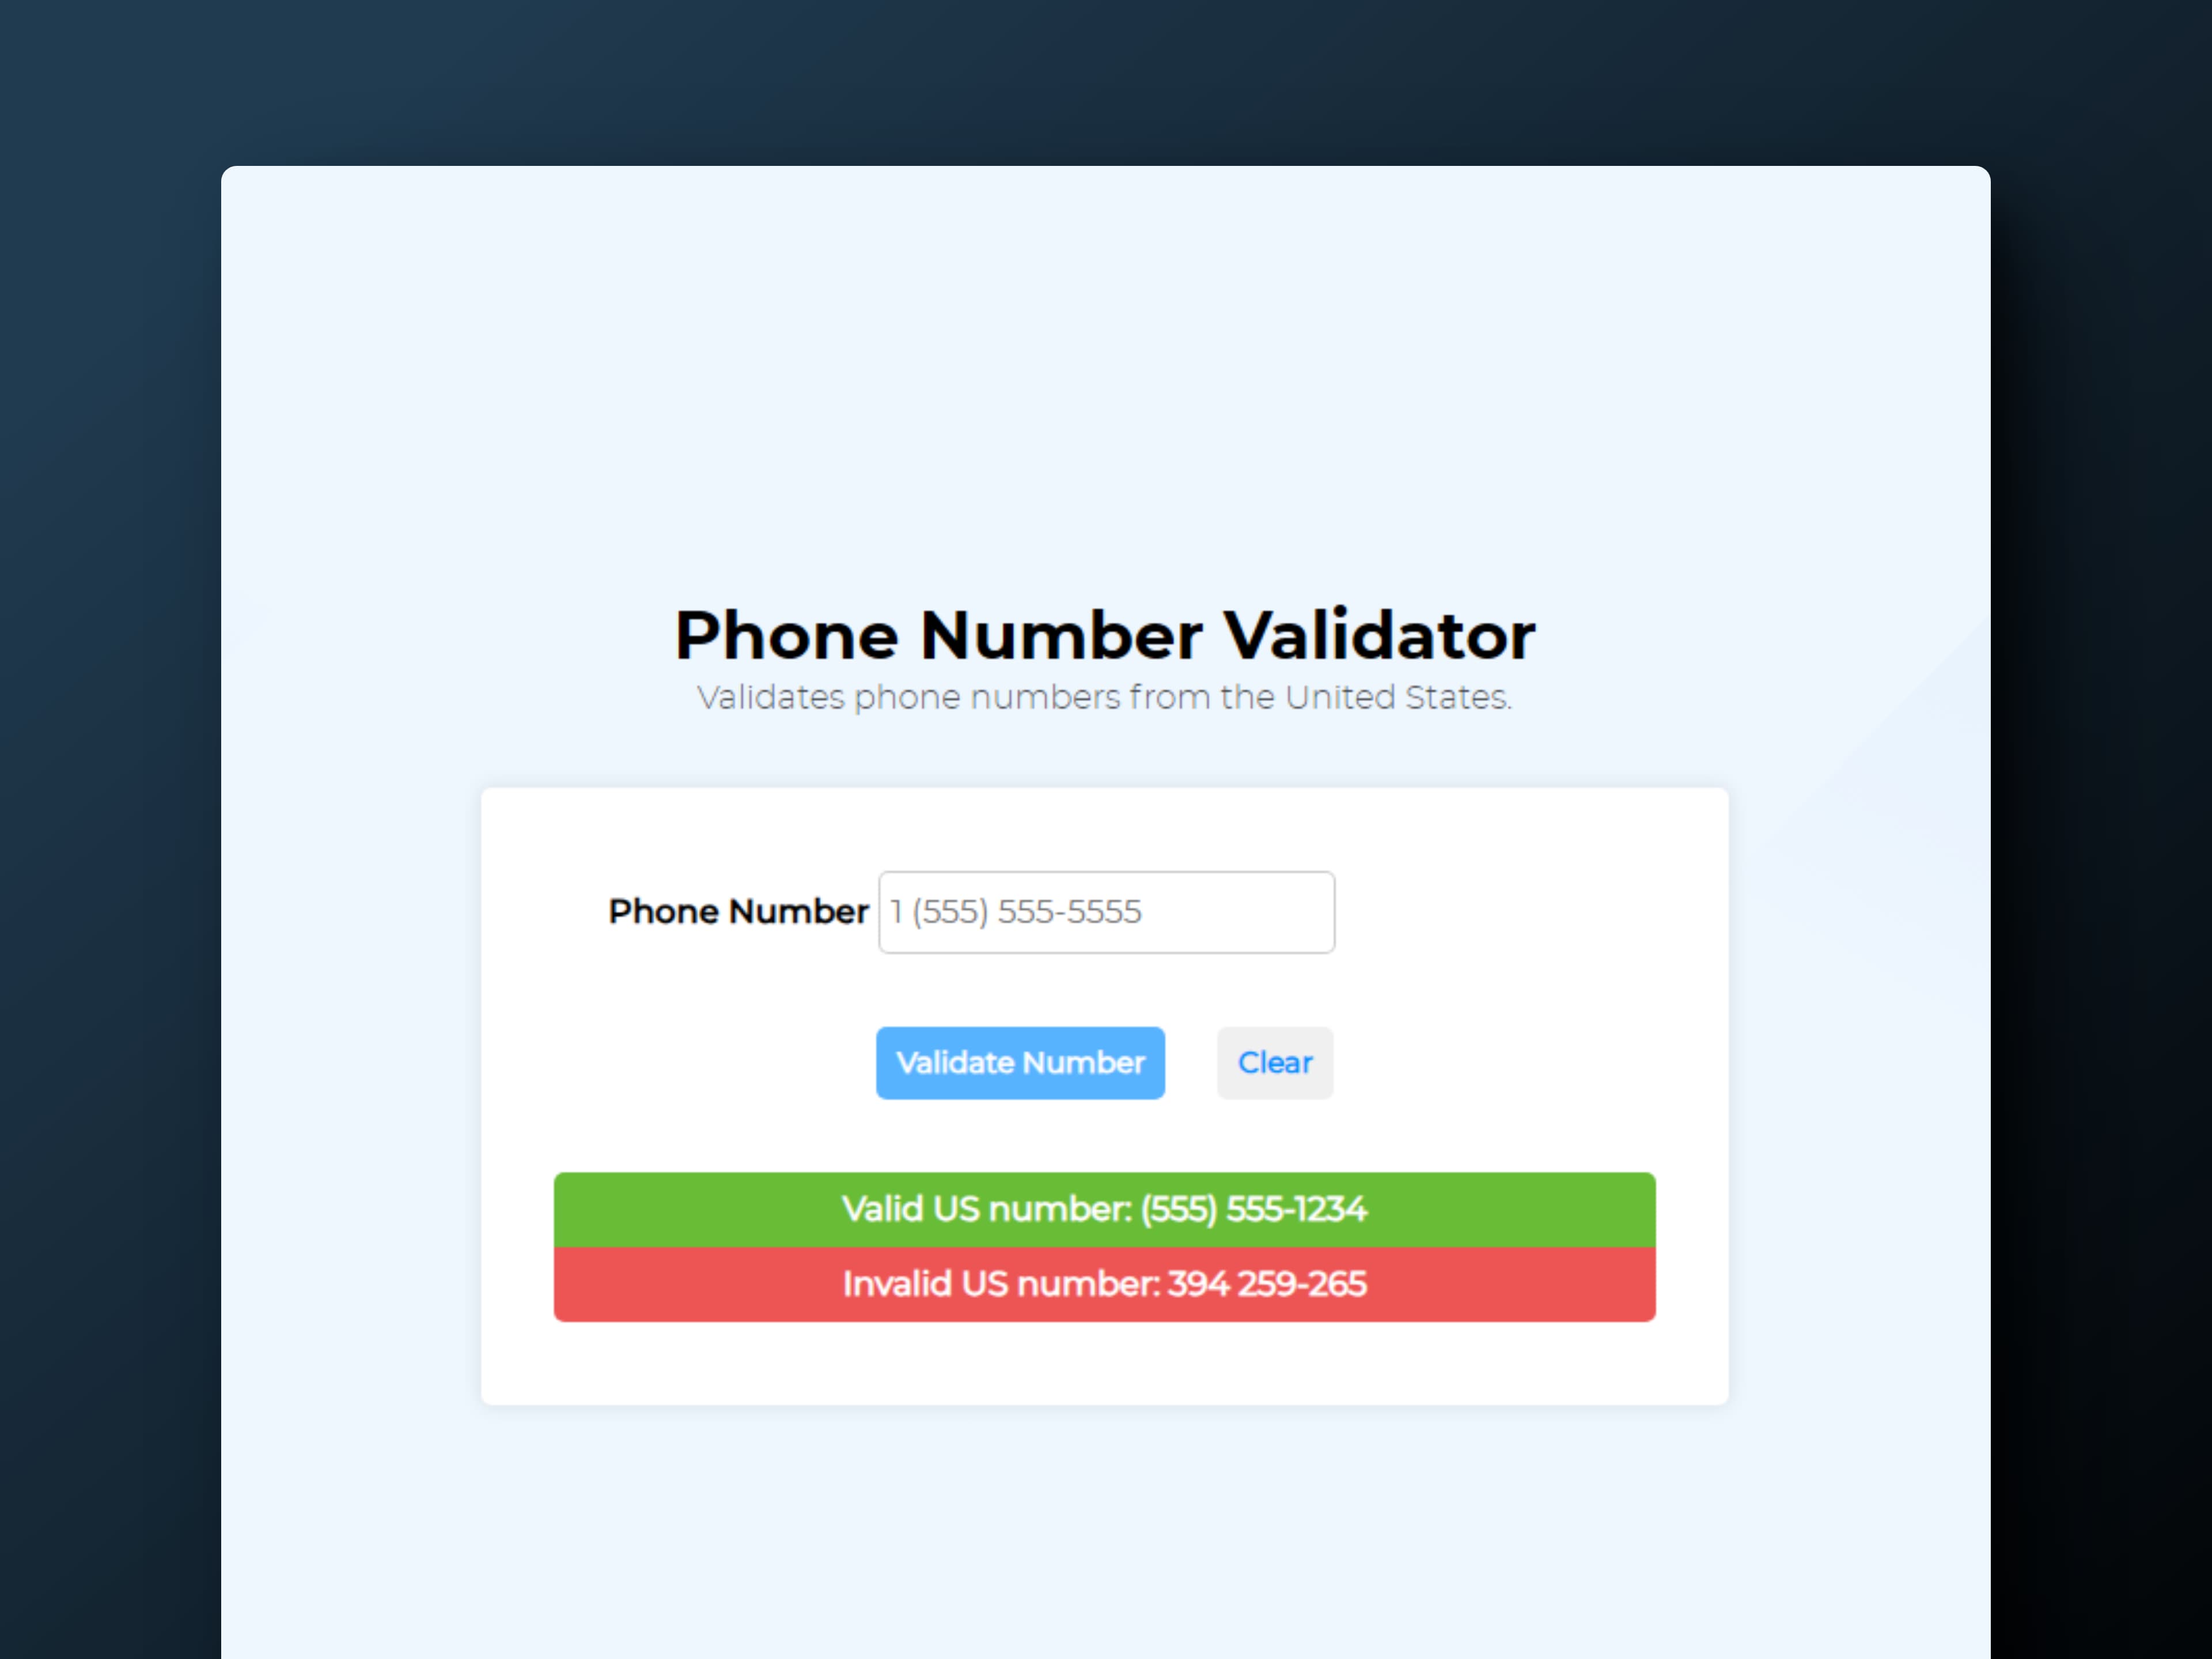 Phone Number Validator
Validates phone numbers from the United States.
Phone Number 1 (555) 555-5555
Validate Number Clear
Valid US number: (555) 555-1234
Invalid US number: 394 259-265